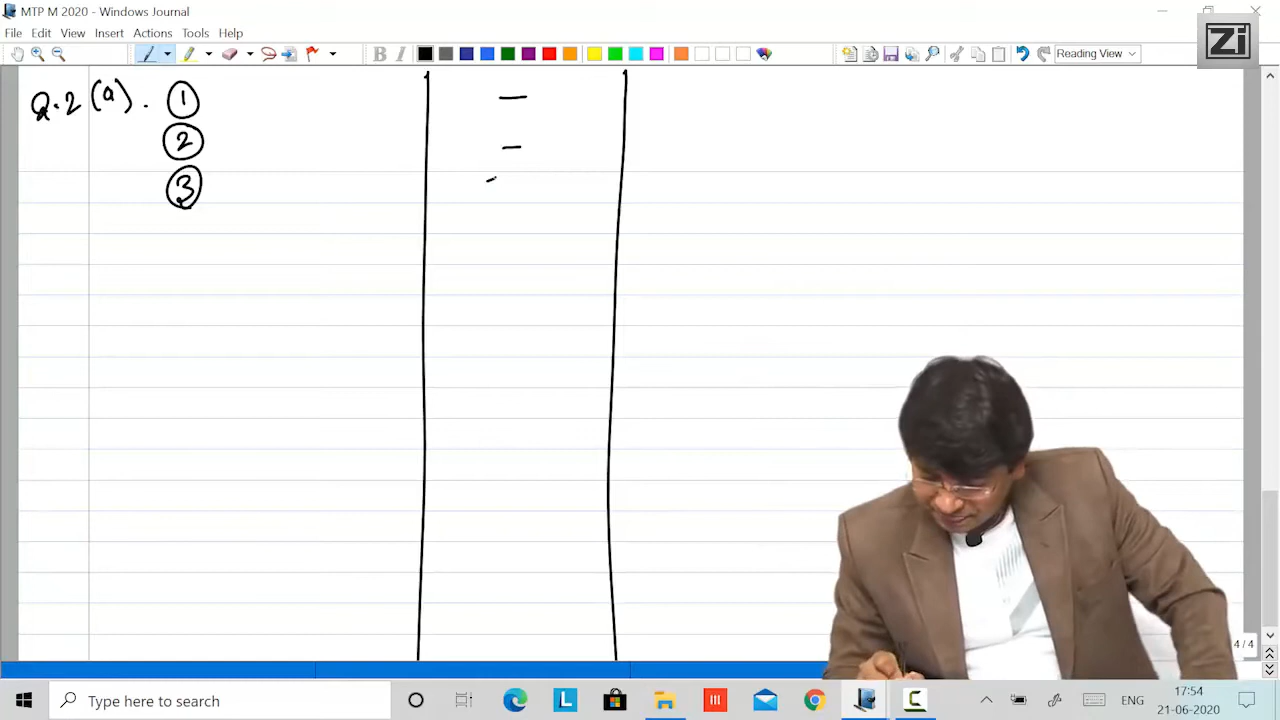 MTP M 2020 - Windows Journal
Zi
File Edit View Insert Actions Tools Help
B I Reading View
Q.2 (a). ① —
② -
③ -
4 / 4
Type here to search
L
ENG
17:54
21-06-2020